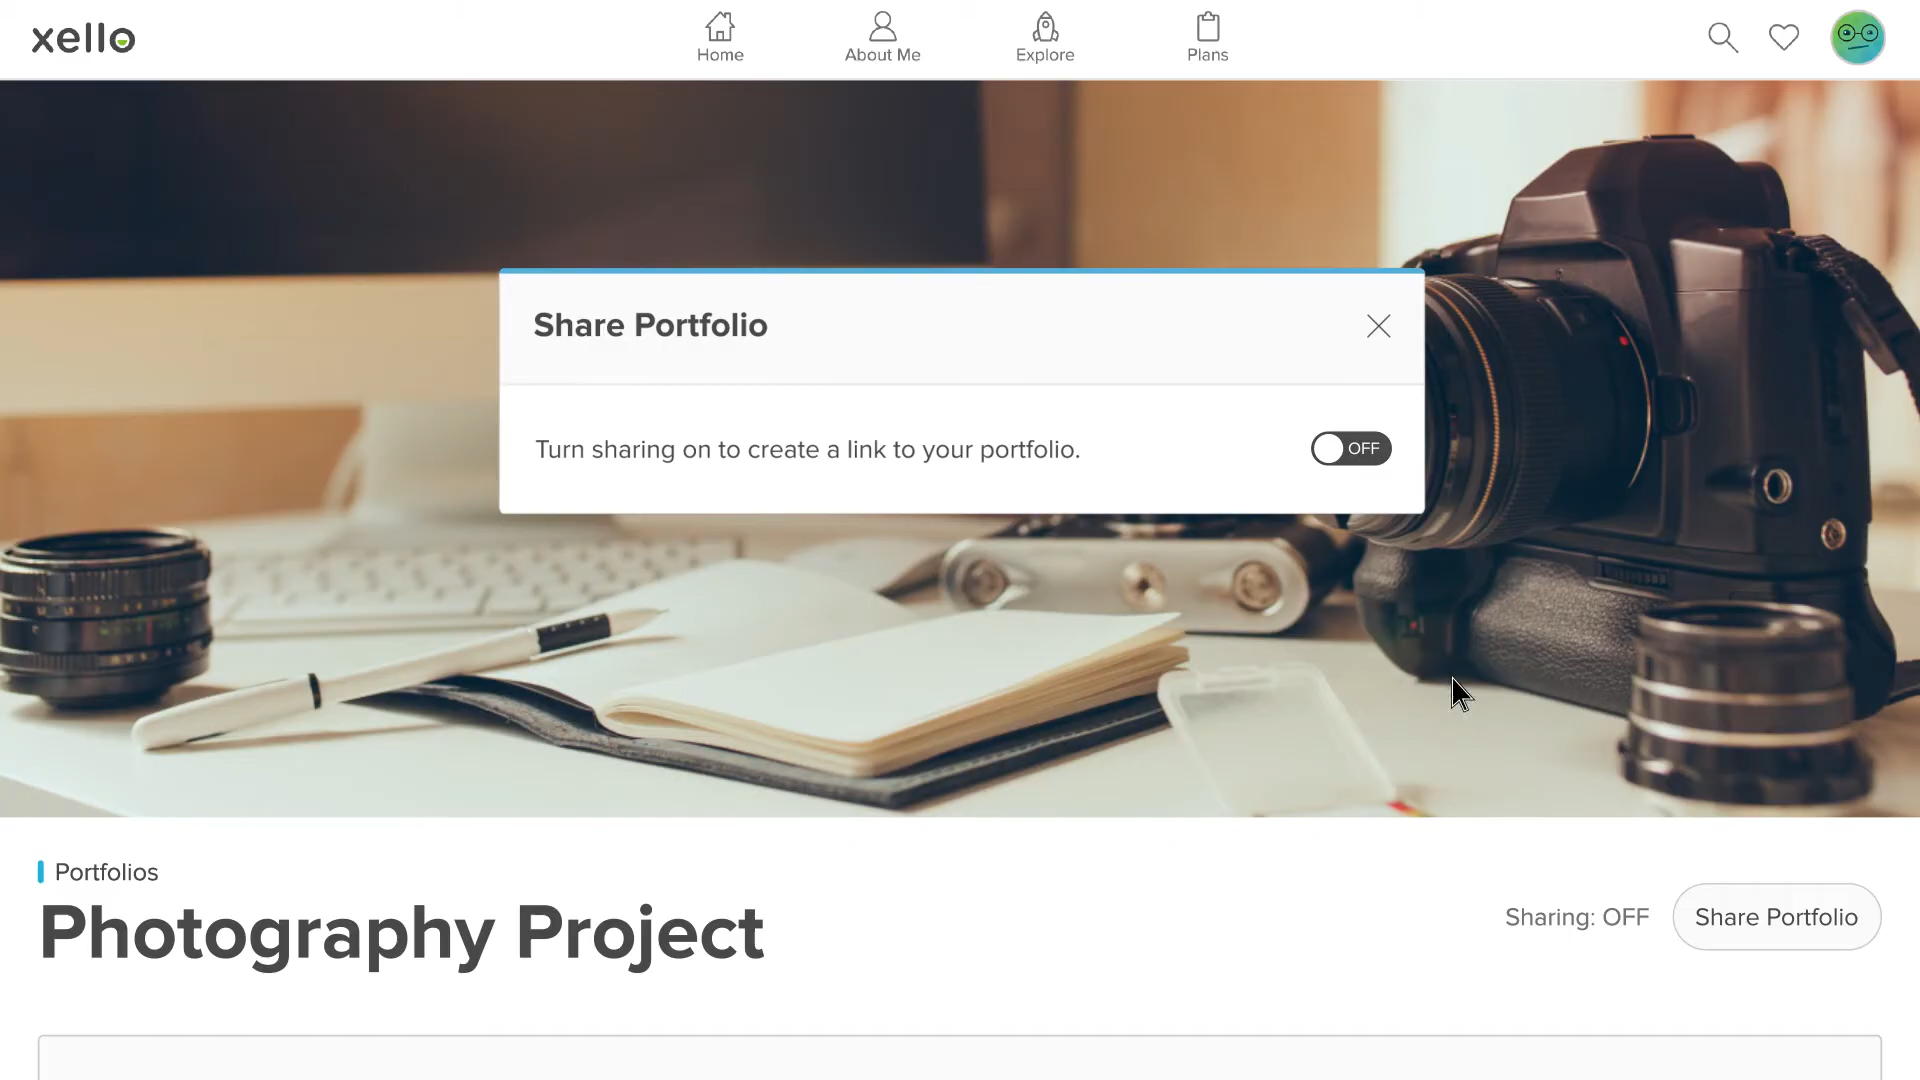 xello
Home
About Me
Explore
Plans
Share Portfolio
Turn sharing on to create a link to your portfolio.
OFF
Portfolios
Photography Project
Sharing: OFF
Share Portfolio